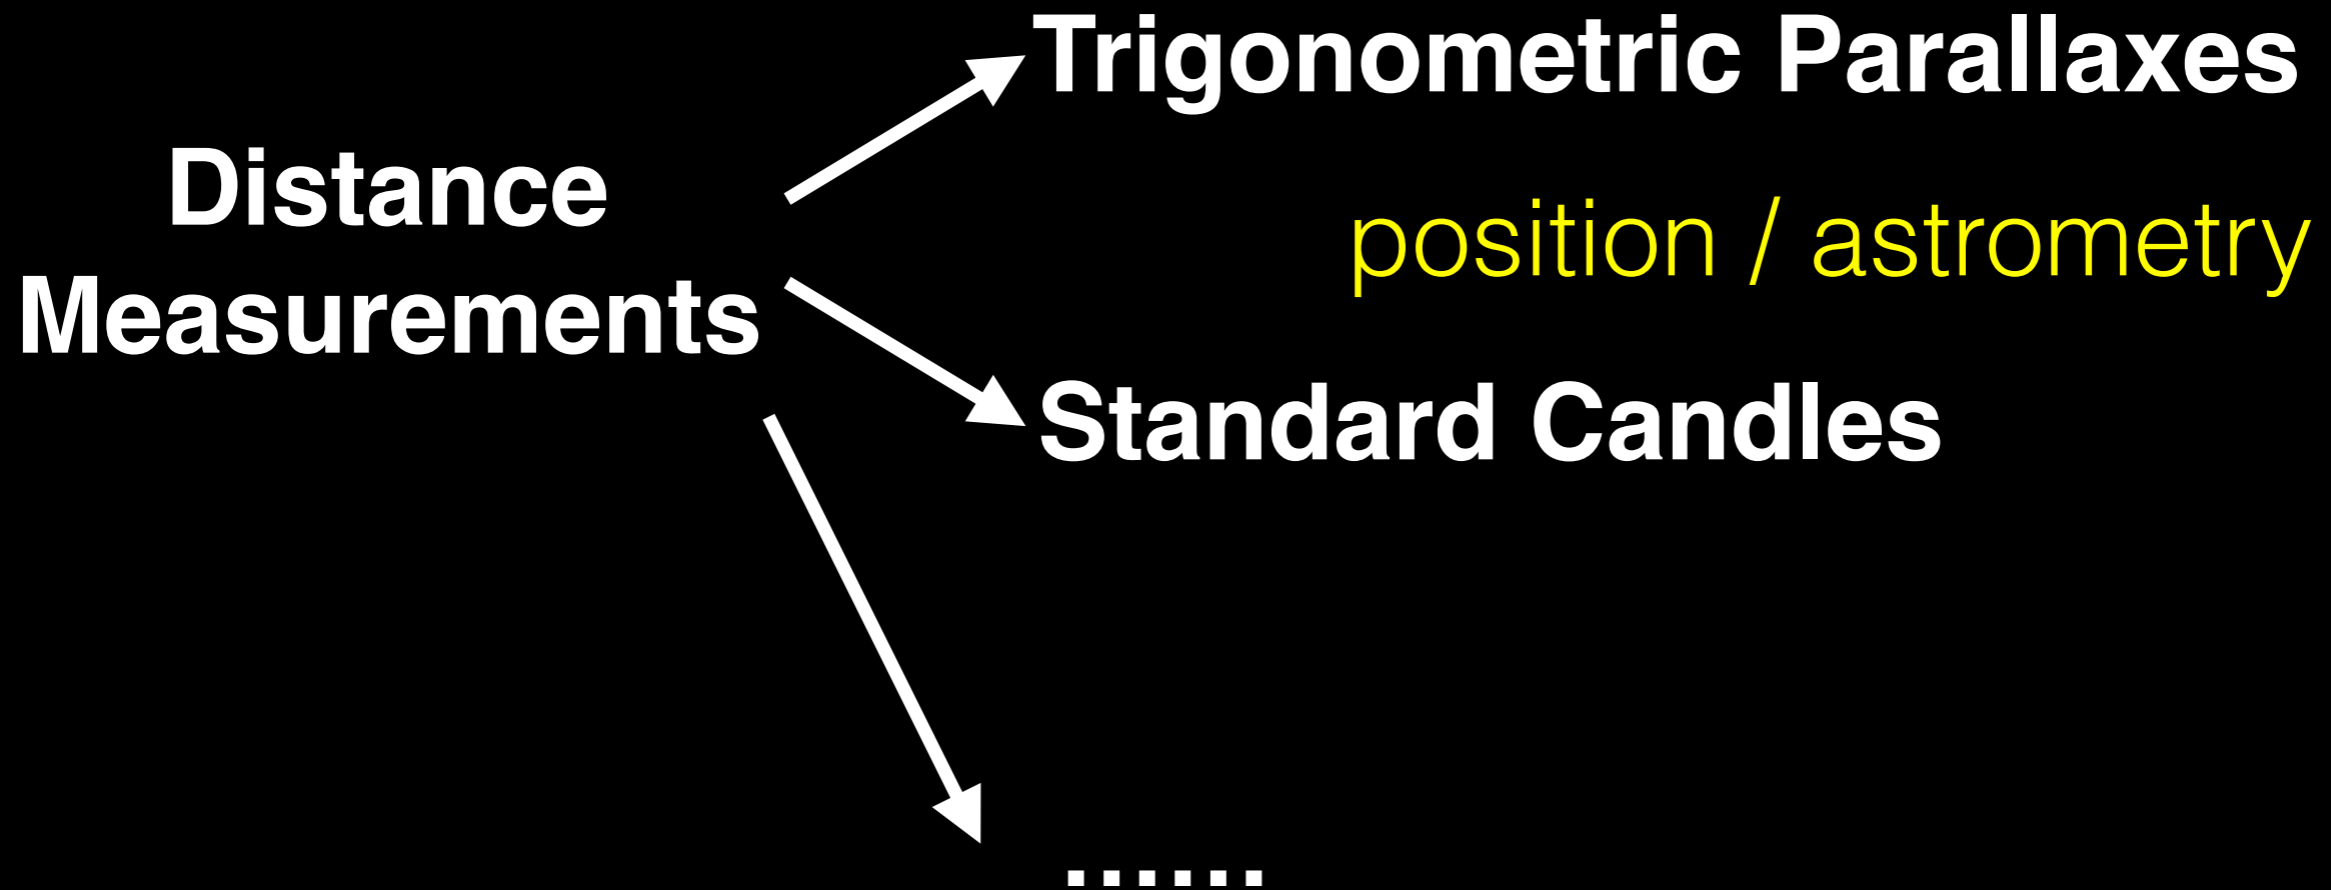 Trigonometric Parallaxes
Distance
Measurements
position / astrometry
Standard Candles
......